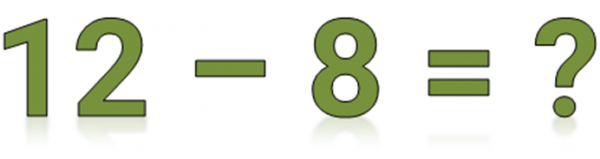 12 – 8 = ?